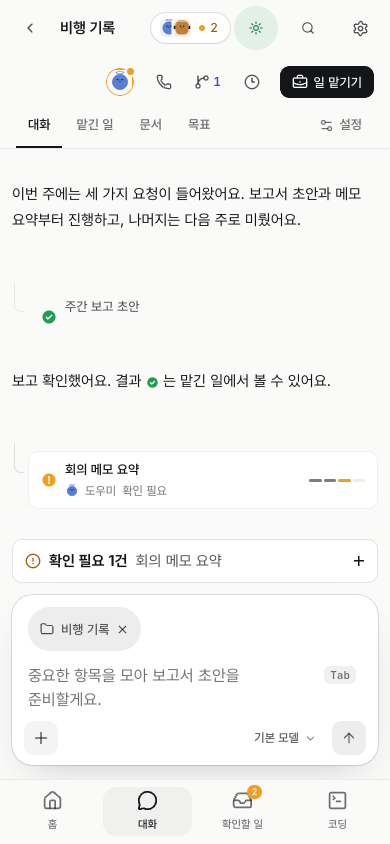 비행 기록
2
1
일 맡기기
대화
맡긴 일
문서
목표
설정
이번 주에는 세 가지 요청이 들어왔어요. 보고서 초안과 메모
요약부터 진행하고, 나머지는 다음 주로 미뤘어요.
주간 보고 초안
보고 확인했어요. 결과 는 맡긴 일에서 볼 수 있어요.
회의 메모 요약
도우미 확인 필요
확인 필요 1건 회의 메모 요약
비행 기록
중요한 항목을 모아 보고서 초안을
준비할게요.
Tab
기본 모델
2
홈
대화
확인할 일
코딩